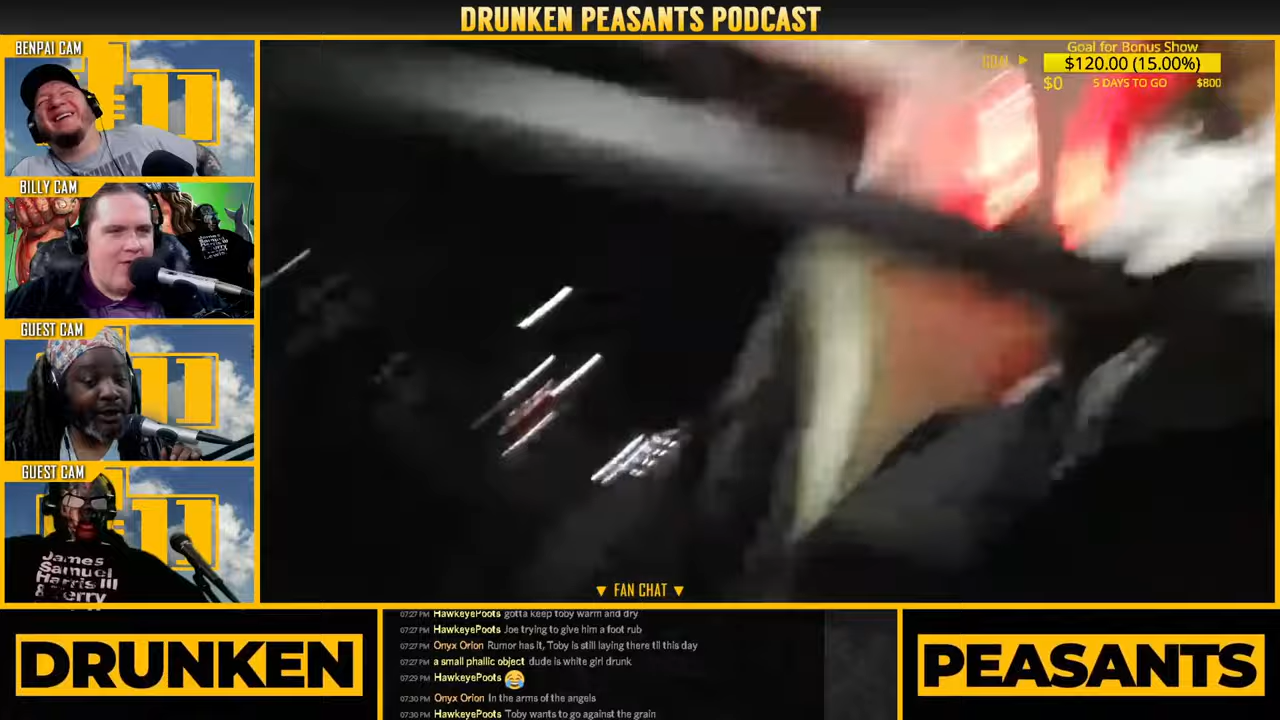 DRUNKEN PEASANTS PODCAST
BENPAI CAM
BILLY CAM
GUEST CAM
GUEST CAM
James
Samuel
Harris III
GOAL
Goal for Bonus Show
$120.00 (15.00%)
$0 5 DAYS TO GO $800
▼ FAN CHAT ▼
07:27 PM HawkeyePoots gotta keep toby warm and dry
07:27 PM HawkeyePoots Joe trying to give him a foot rub
07:27 PM Onyx Orion Rumor has it, Toby is still laying there til this day
07:27 PM a small phallic object dude is white girl drunk
07:29 PM HawkeyePoots 😂
07:30 PM Onyx Orion In the arms of the angels
07:30 PM HawkeyePoots Toby wants to go against the grain
DRUNKEN
PEASANTS